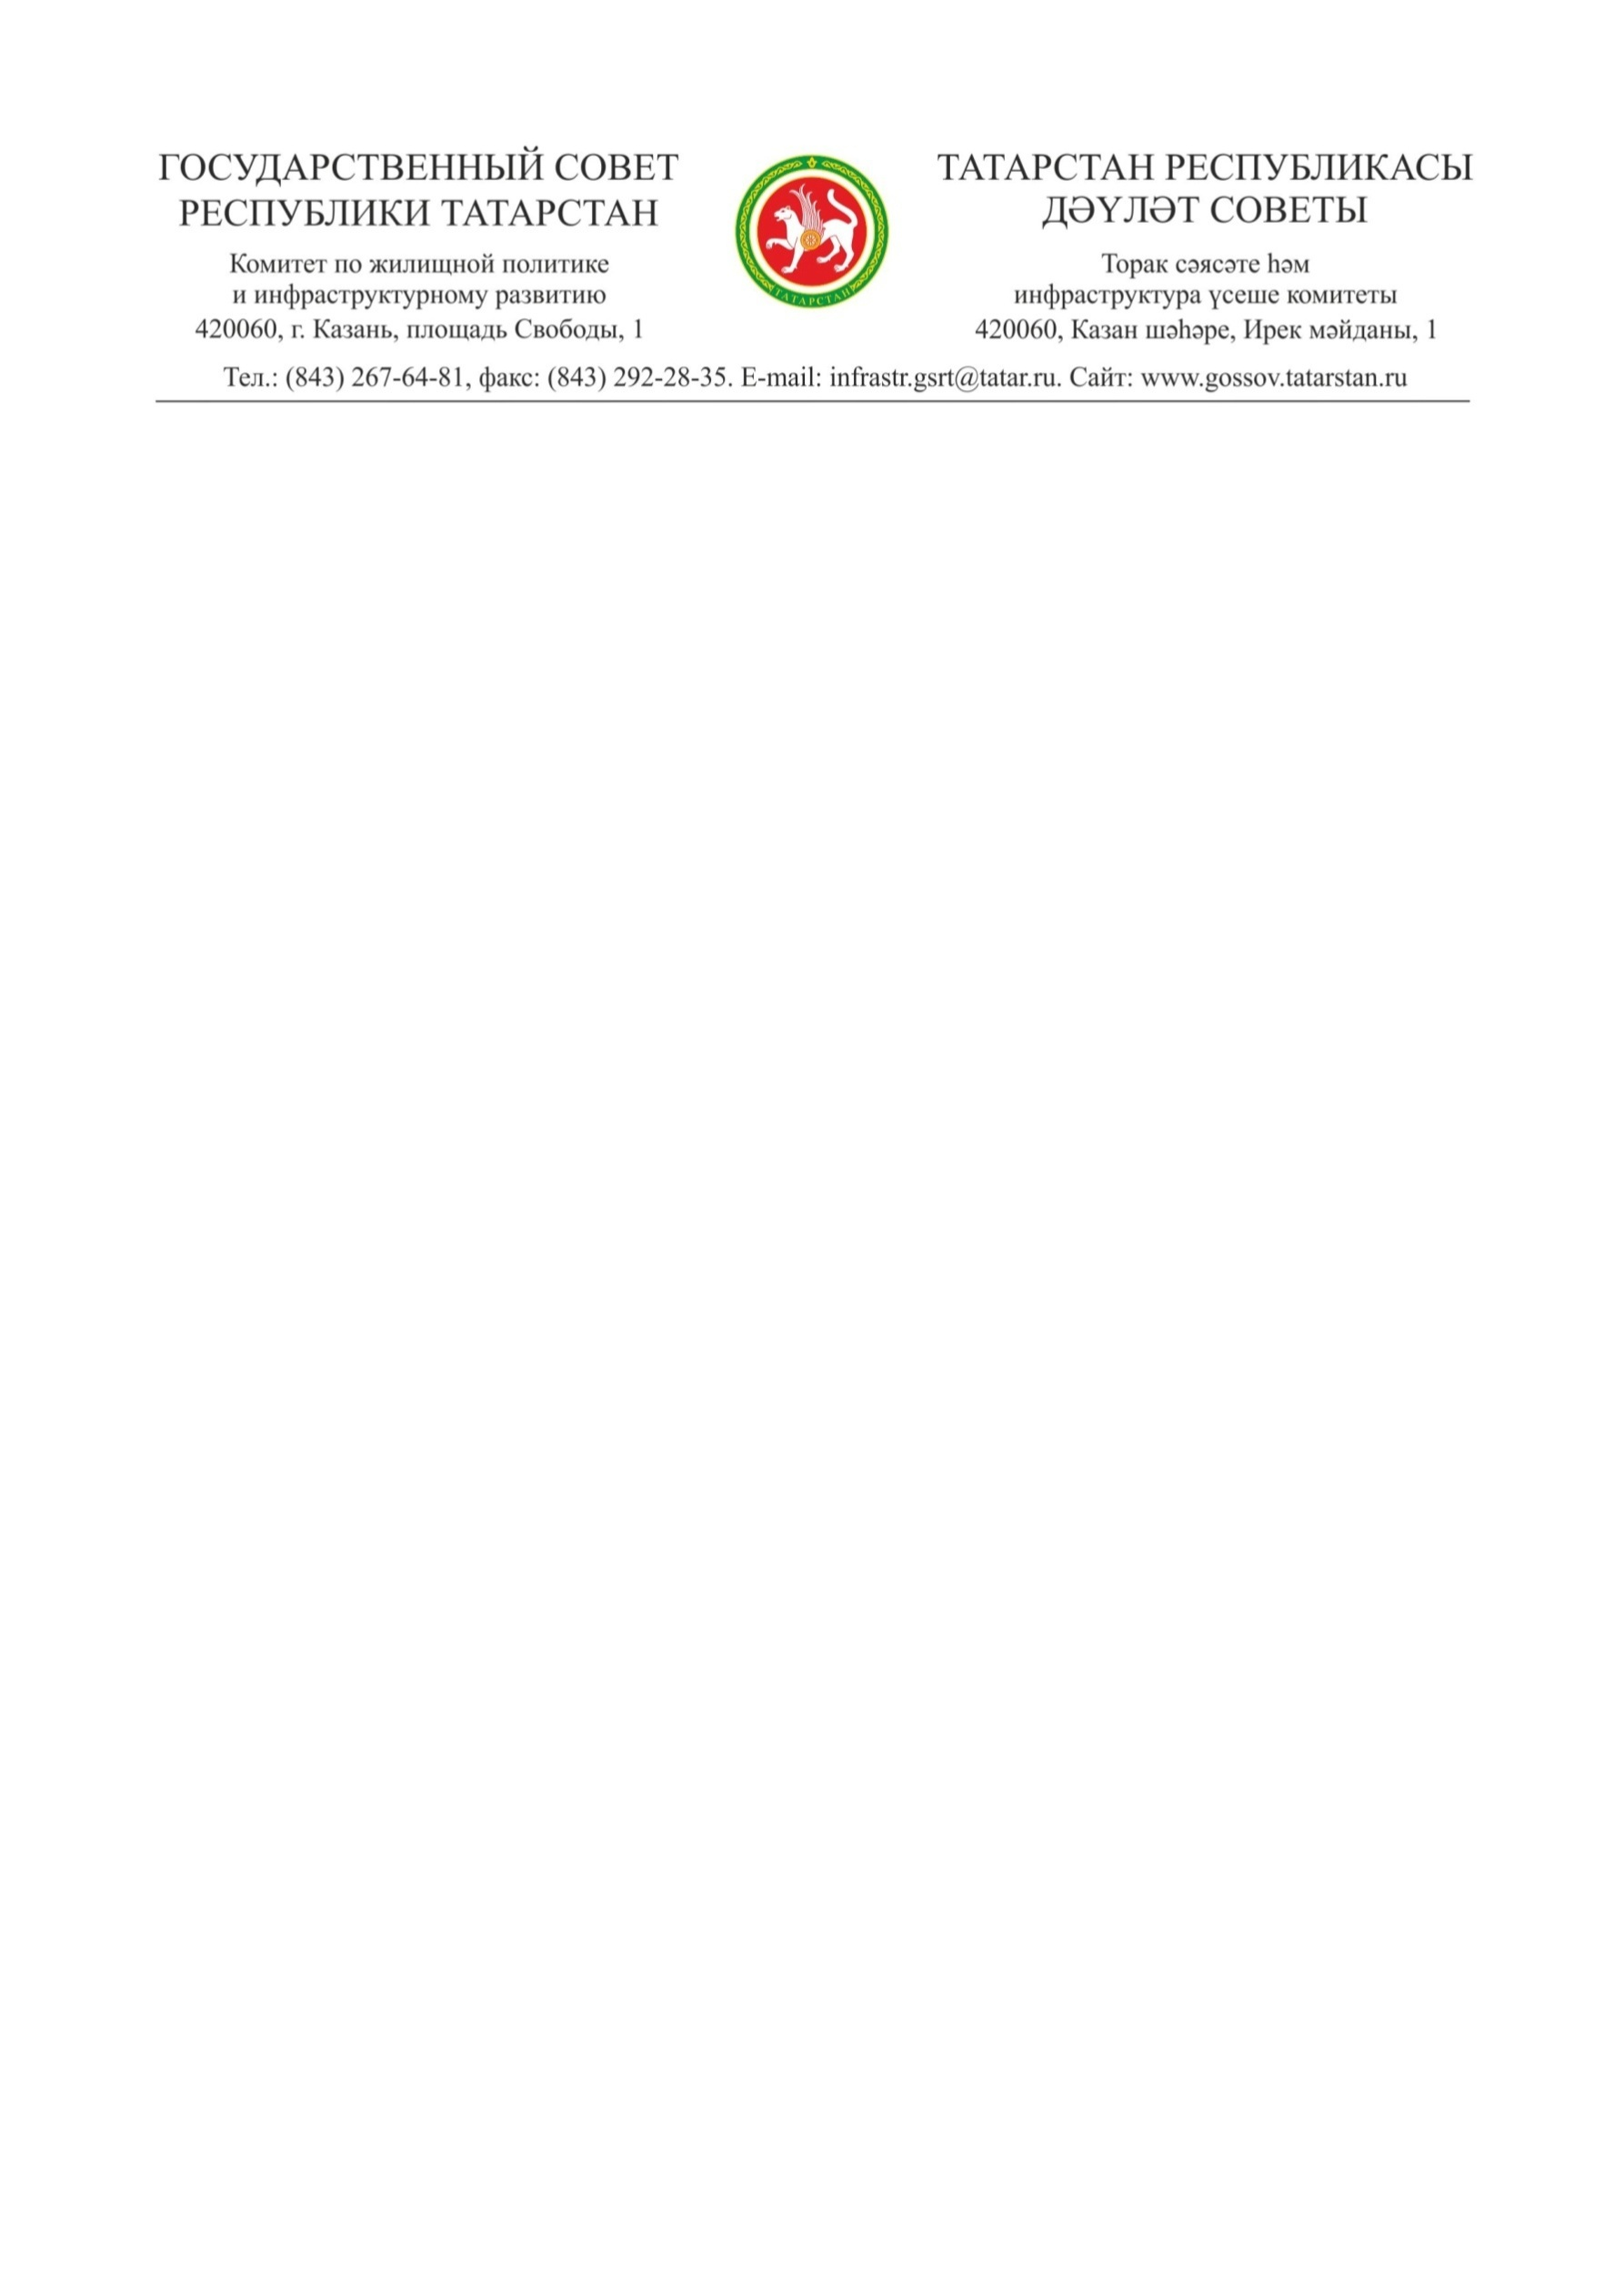 ГОСУДАРСТВЕННЫЙ СОВЕТ
РЕСПУБЛИКИ ТАТАРСТАН
Комитет по жилищной политике
и инфраструктурному развитию
420060, г. Казань, площадь Свободы, 1
ТАТАРСТАН
ТАТАРСТАН РЕСПУБЛИКАСЫ
ДӘҮЛӘТ СОВЕТЫ
Торак сәясәте һәм
инфраструктура үсеше комитеты
420060, Казан шәһәре, Ирек мәйданы, 1
Тел.: (843) 267-64-81, факс: (843) 292-28-35. E-mail: infrastr.gsrt@tatar.ru. Сайт: www.gossov.tatarstan.ru